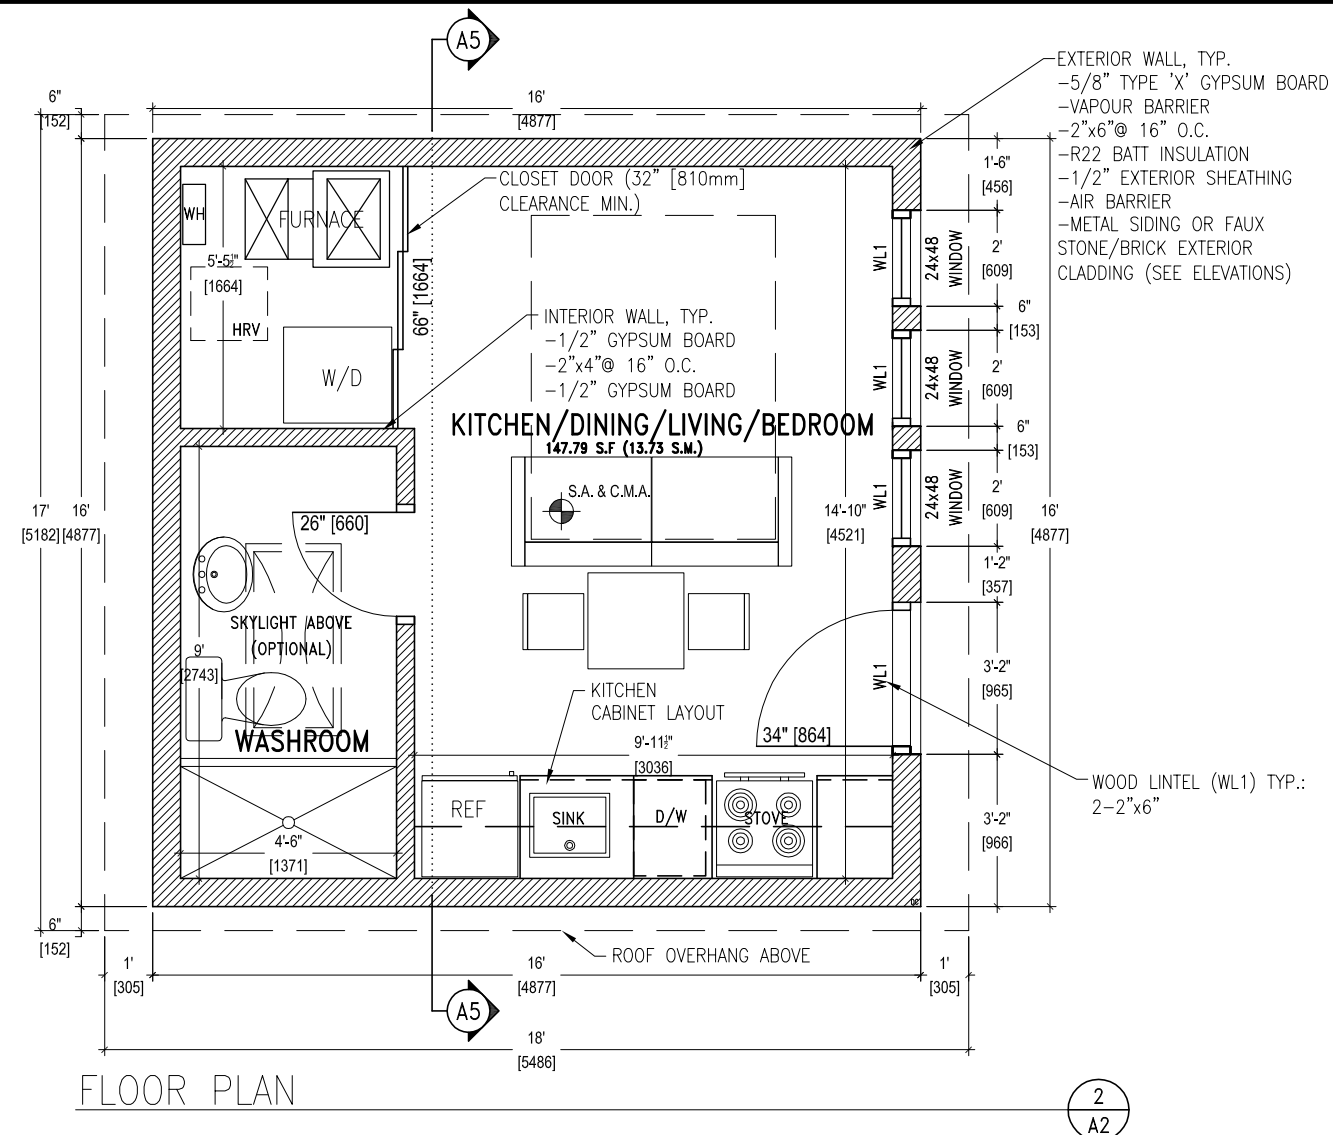 A5
6"
[152]
16'
[4877]
EXTERIOR WALL, TYP.
-5/8" TYPE 'X' GYPSUM BOARD
-VAPOUR BARRIER
-2"x6"@ 16" O.C.
-R22 BATT INSULATION
-1/2" EXTERIOR SHEATHING
-AIR BARRIER
-METAL SIDING OR FAUX
STONE/BRICK EXTERIOR
CLADDING (SEE ELEVATIONS)
1'-6"
[456]
CLOSET DOOR (32" [810mm]
CLEARANCE MIN.)
WH
FURNACE
5'-5½"
[1664]
HRV
66" [1664]
W/D
INTERIOR WALL, TYP.
-1/2" GYPSUM BOARD
-2"x4"@ 16" O.C.
-1/2" GYPSUM BOARD
WL1
24x48
WINDOW
2'
[609]
6"
[153]
WL1
24x48
WINDOW
2'
[609]
6"
[153]
KITCHEN/DINING/LIVING/BEDROOM
147.79 S.F (13.73 S.M.)
S.A. & C.M.A.
WL1
24x48
WINDOW
2'
[609]
17'
[5182]
16'
[4877]
14'-10"
[4521]
16'
[4877]
26" [660]
1'-2"
[357]
SKYLIGHT ABOVE
(OPTIONAL)
9'
[2743]
WASHROOM
KITCHEN
CABINET LAYOUT
WL1
3'-2"
[965]
34" [864]
9'-11½"
[3036]
WOOD LINTEL (WL1) TYP.:
2-2"x6"
REF
SINK
D/W
STOVE
3'-2"
[966]
4'-6"
[1371]
6"
[152]
ROOF OVERHANG ABOVE
1'
[305]
16'
[4877]
1'
[305]
A5
18'
[5486]
FLOOR PLAN
2
A2